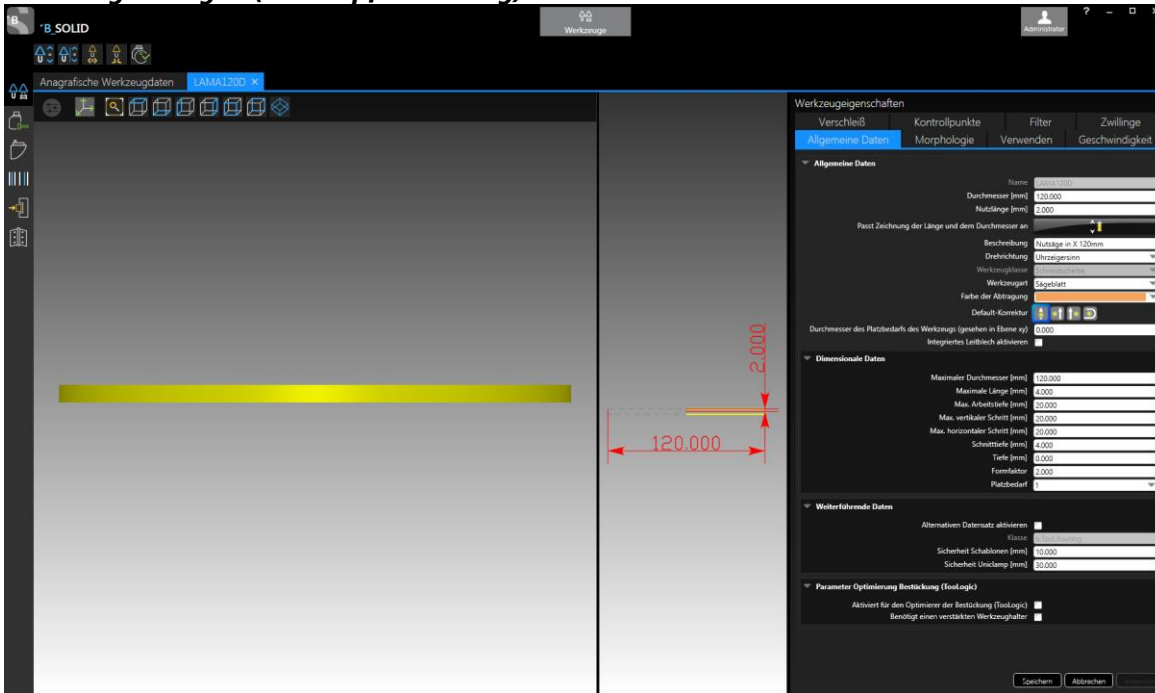 'B
'B_SOLID
Werkzeuge
Administrator
?
Anagrafische Werkzeugdaten
LAMA120D ×
2.000
120.000
Werkzeugeigenschaften
Verschleiß Kontrollpunkte Filter Zwillinge
Allgemeine Daten Morphologie Verwenden Geschwindigkeit
Allgemeine Daten
Name LAMA120D
Durchmesser [mm] 120.000
Nutzlänge [mm] 2.000
Passt Zeichnung der Länge und dem Durchmesser an
Beschreibung Nutsäge in X 120mm
Drehrichtung Uhrzeigersinn
Werkzeugklasse Schneidscheibe
Werkzeugart Sägeblatt
Farbe der Abtragung
Default-Korrektur
Durchmesser des Platzbedarfs des Werkzeugs (gesehen in Ebene xy) 0.000
Integriertes Leitblech aktivieren
Dimensionale Daten
Maximaler Durchmesser [mm] 120.000
Maximale Länge [mm] 4.000
Max. Arbeitstiefe [mm] 20.000
Max. vertikaler Schritt [mm] 20.000
Max. horizontaler Schritt [mm] 20.000
Schnitttiefe [mm] 4.000
Tiefe [mm] 0.000
Formfaktor 2.000
Platzbedarf 1
Weiterführende Daten
Alternativen Datensatz aktivieren
Klasse
Sicherheit Schablonen [mm] 10.000
Sicherheit Uniclamp [mm] 30.000
Parameter Optimierung Bestückung (TooLogic)
Aktiviert für den Optimierer der Bestückung (TooLogic)
Benötigt einen verstärkten Werkzeughalter
Speichern Abbrechen